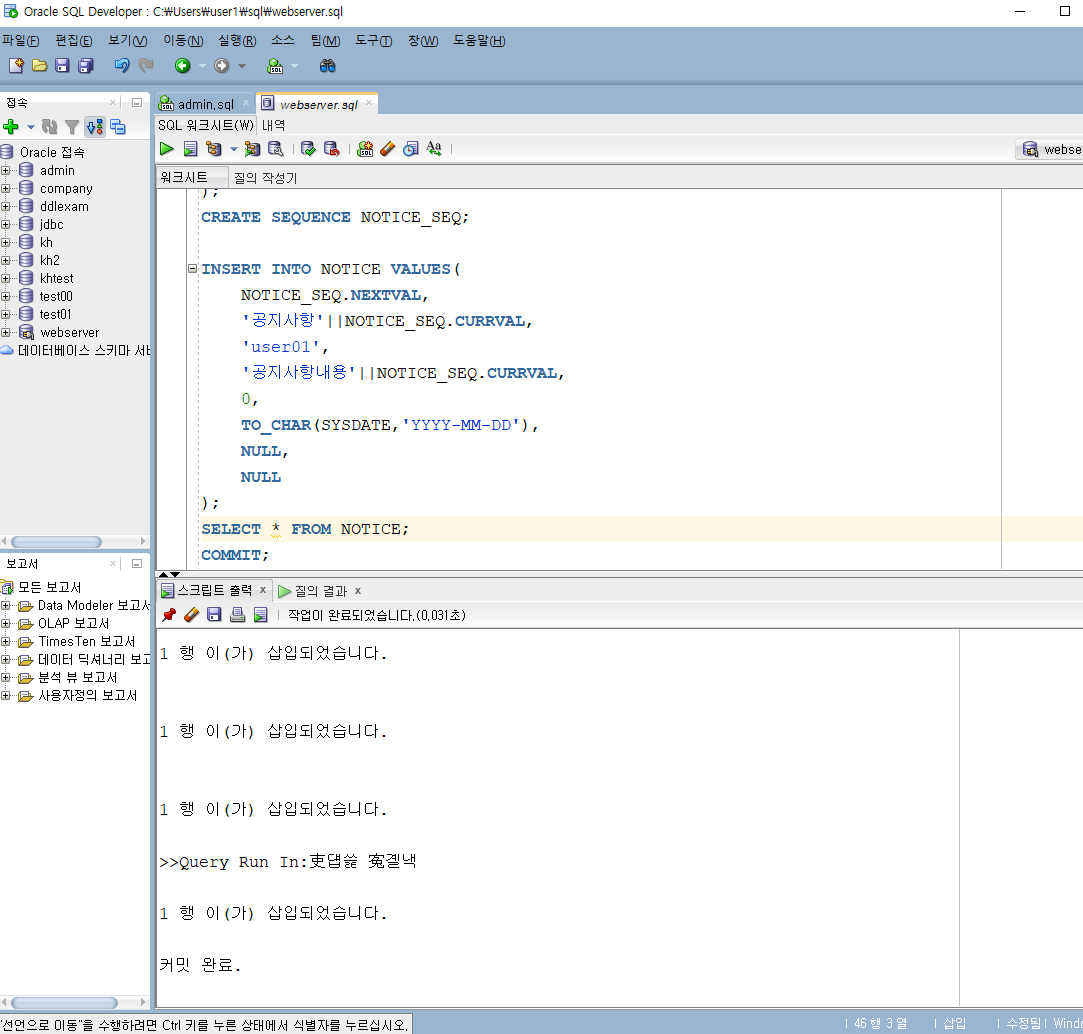 Oracle SQL Developer : C:₩Users₩user1₩sql₩webserver.sql
파일(F) 편집(E) 보기(V) 이동(N) 실행(R) 소스 팀(M) 도구(T) 창(W) 도움말(H)
접속
Oracle 접속
admin
company
ddlexam
jdbc
kh
kh2
khtest
test00
test01
webserver
데이터베이스 스키마 서비
admin.sql webserver.sql
SQL 워크시트(W) 내역
webse
워크시트 질의 작성기
);
CREATE SEQUENCE NOTICE_SEQ;
INSERT INTO NOTICE VALUES(
NOTICE_SEQ.NEXTVAL,
'공지사항'||NOTICE_SEQ.CURRVAL,
'user01',
'공지사항내용'||NOTICE_SEQ.CURRVAL,
0,
TO_CHAR(SYSDATE,'YYYY-MM-DD'),
NULL,
NULL
);
SELECT * FROM NOTICE;
COMMIT;
보고서
모든 보고서
Data Modeler 보고서
OLAP 보고서
TimesTen 보고서
데이터 딕셔너리 보고
분석 뷰 보고서
사용자정의 보고서
스크립트 출력 질의 결과
작업이 완료되었습니다.(0.031초)
1 행 이(가) 삽입되었습니다.
1 행 이(가) 삽입되었습니다.
1 행 이(가) 삽입되었습니다.
>>Query Run In:
1 행 이(가) 삽입되었습니다.
커밋 완료.
"선언으로 이동"을 수행하려면 Ctrl 키를 누른 상태에서 식별자를 누르십시오.
46 행 3 열 삽입 수정됨 Windo